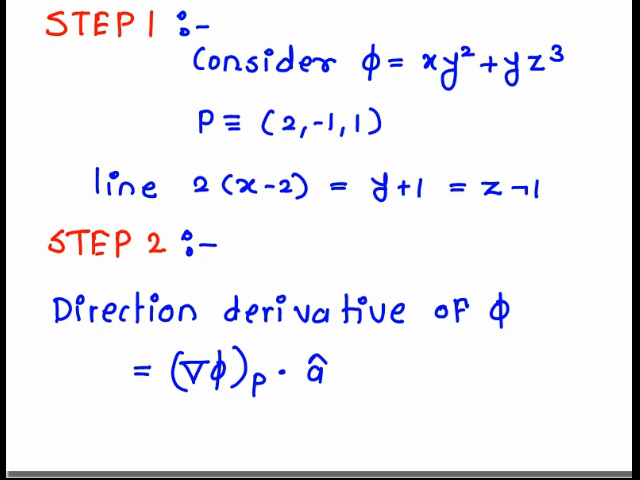 STEP 1 :-
Consider ϕ = xy² + yz³
P ≡ (2, -1, 1)
line 2(x-2) = y+1 = z-1
STEP 2 :-
Direction derivative of ϕ
= (∇ϕ)ₚ · â